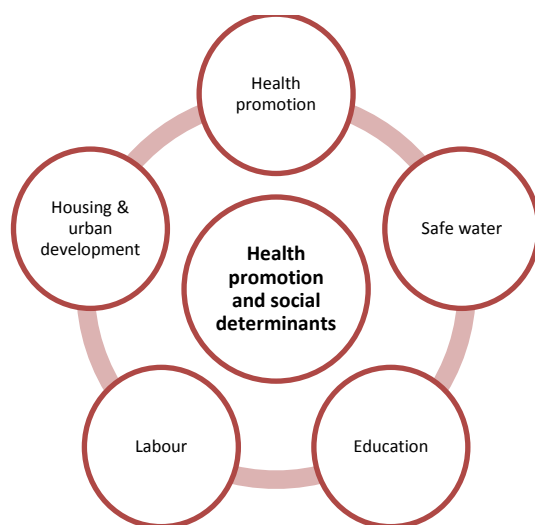 Health
promotion
Housing &
urban
development
Safe water
Health
promotion
and social
determinants
Labour
Education